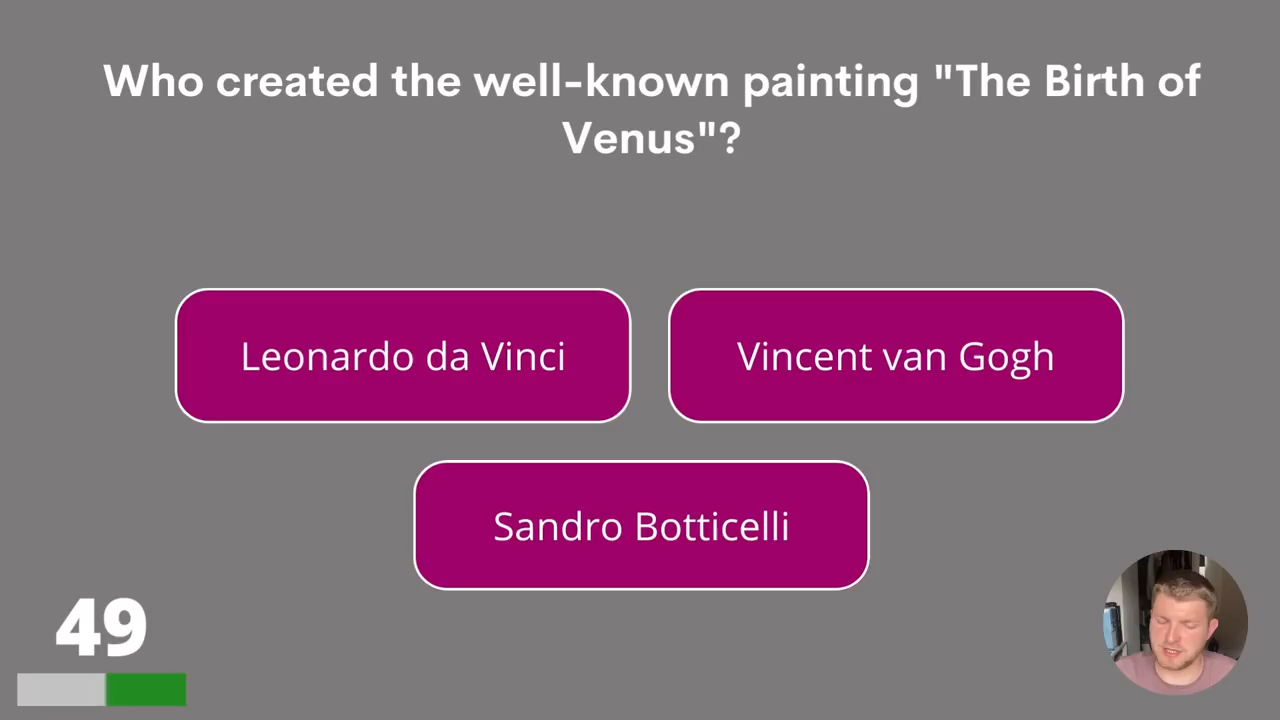 Who created the well-known painting "The Birth of
Venus"?
Leonardo da Vinci
Vincent van Gogh
Sandro Botticelli
49